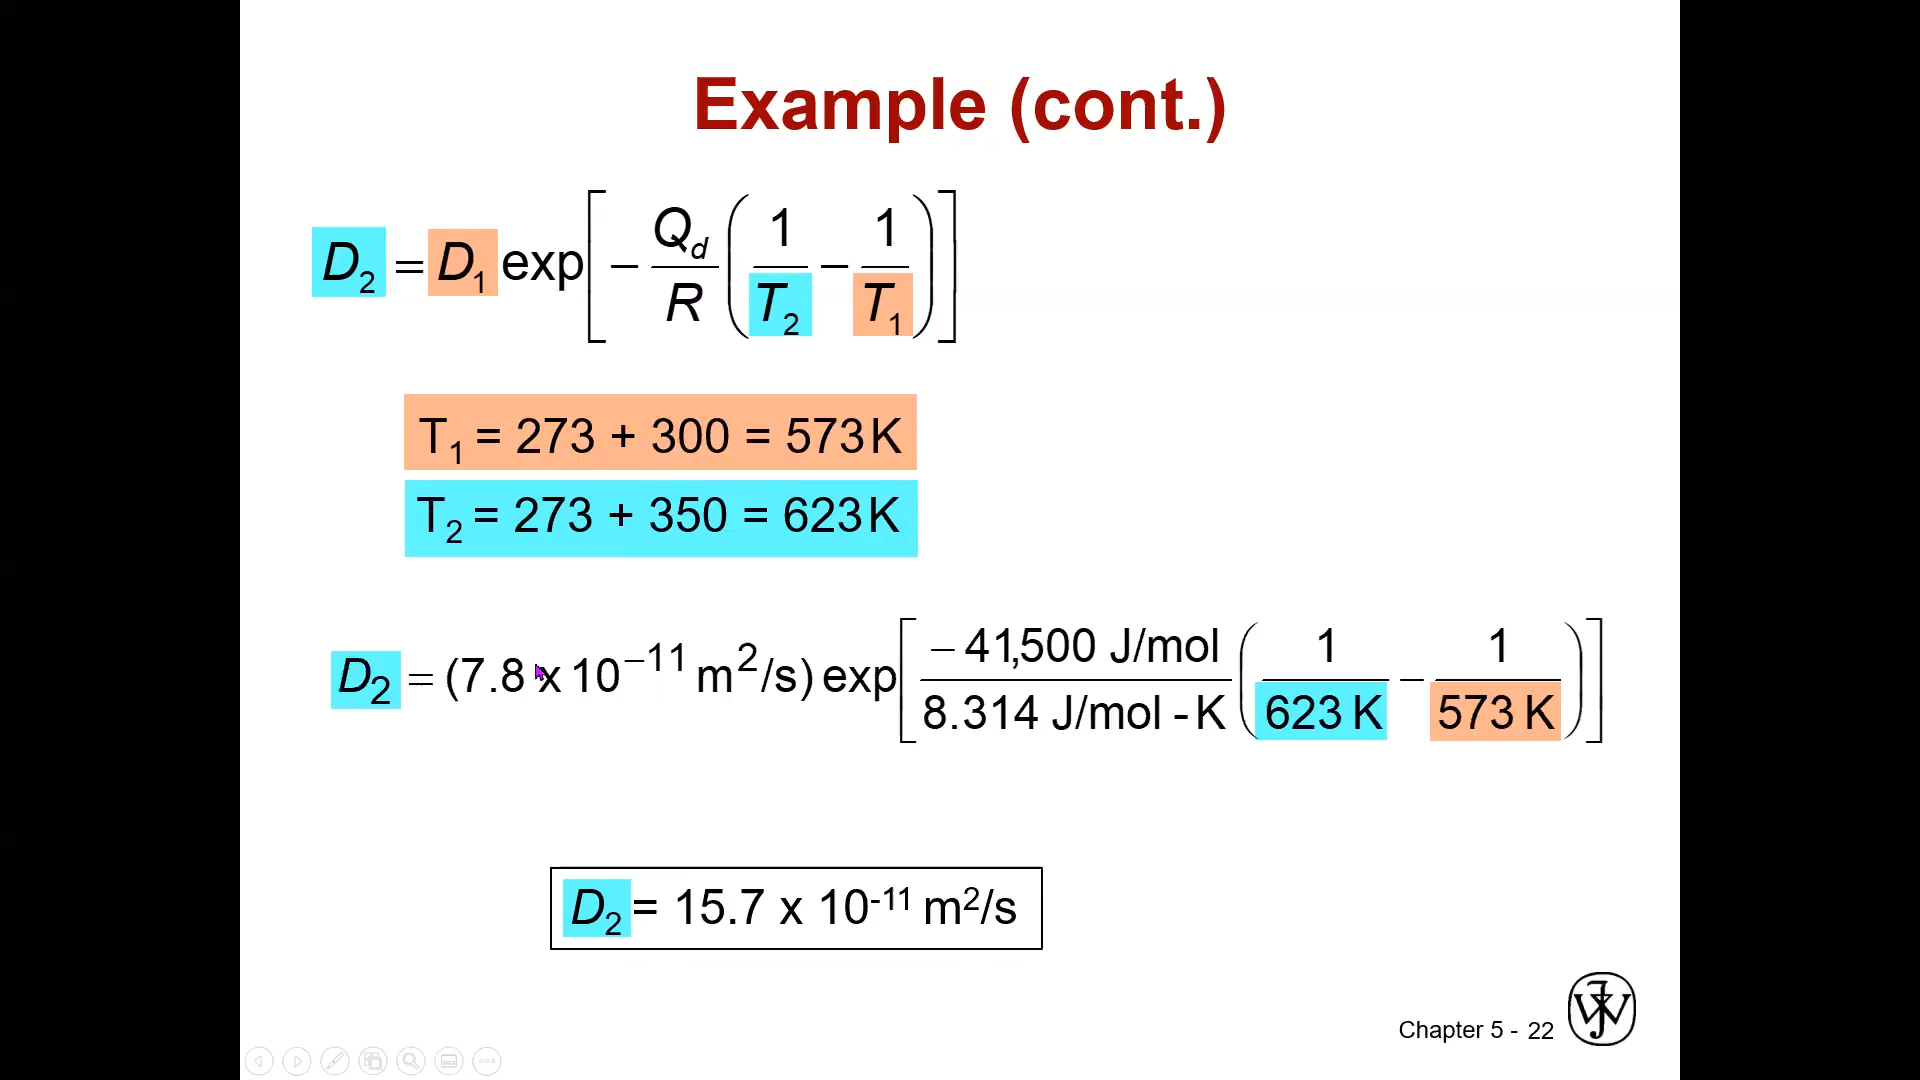 Example (cont.)
D₂ = D₁ exp[ − Q_d/R ( 1/T₂ − 1/T₁ ) ]
T₁ = 273 + 300 = 573 K
T₂ = 273 + 350 = 623 K
D₂ = (7.8 x 10⁻¹¹ m²/s) exp[ −41,500 J/mol / 8.314 J/mol - K ( 1/623 K − 1/573 K ) ]
D₂ = 15.7 x 10⁻¹¹ m²/s
Chapter 5 - 22